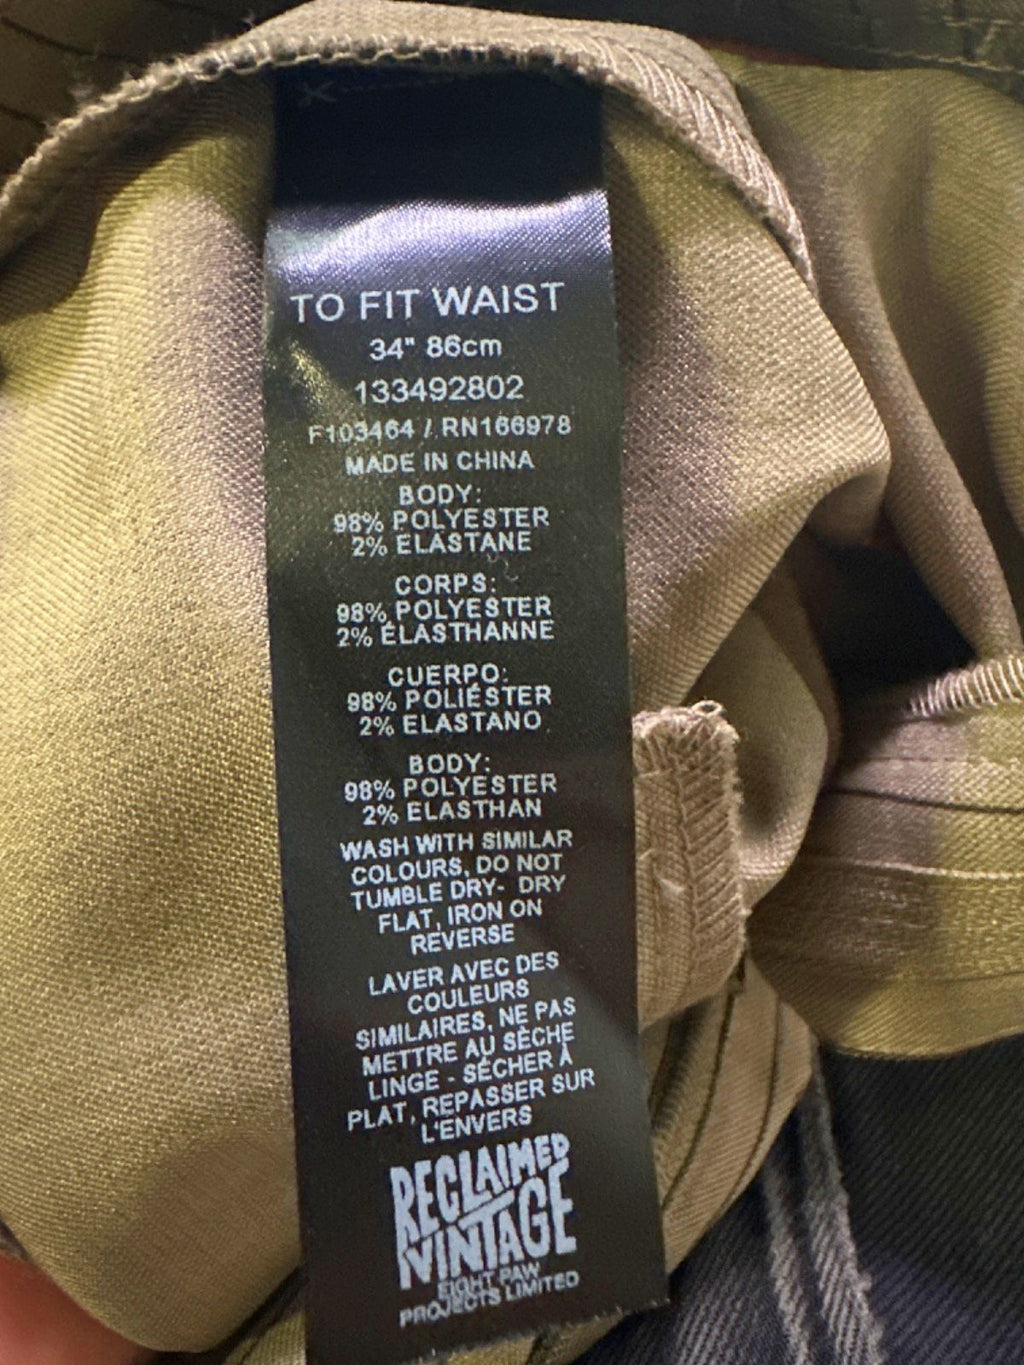 TO FIT WAIST
34" 86cm
133492802
F103464 / RN166978
MADE IN CHINA
BODY:
98% POLYESTER
2% ELASTANE
CORPS:
98% POLYESTER
2% ÉLASTHANNE
CUERPO:
98% POLIÉSTER
2% ELASTANO
BODY:
98% POLYESTER
2% ELASTHAN
WASH WITH SIMILAR
COLOURS, DO NOT
TUMBLE DRY- DRY
FLAT, IRON ON
REVERSE
LAVER AVEC DES
COULEURS
SIMILAIRES, NE PAS
METTRE AU SÈCHE
LINGE - SÉCHER À
PLAT, REPASSER SUR
L'ENVERS
RECLAIMED
VINTAGE
EIGHT PAW
PROJECTS LIMITED